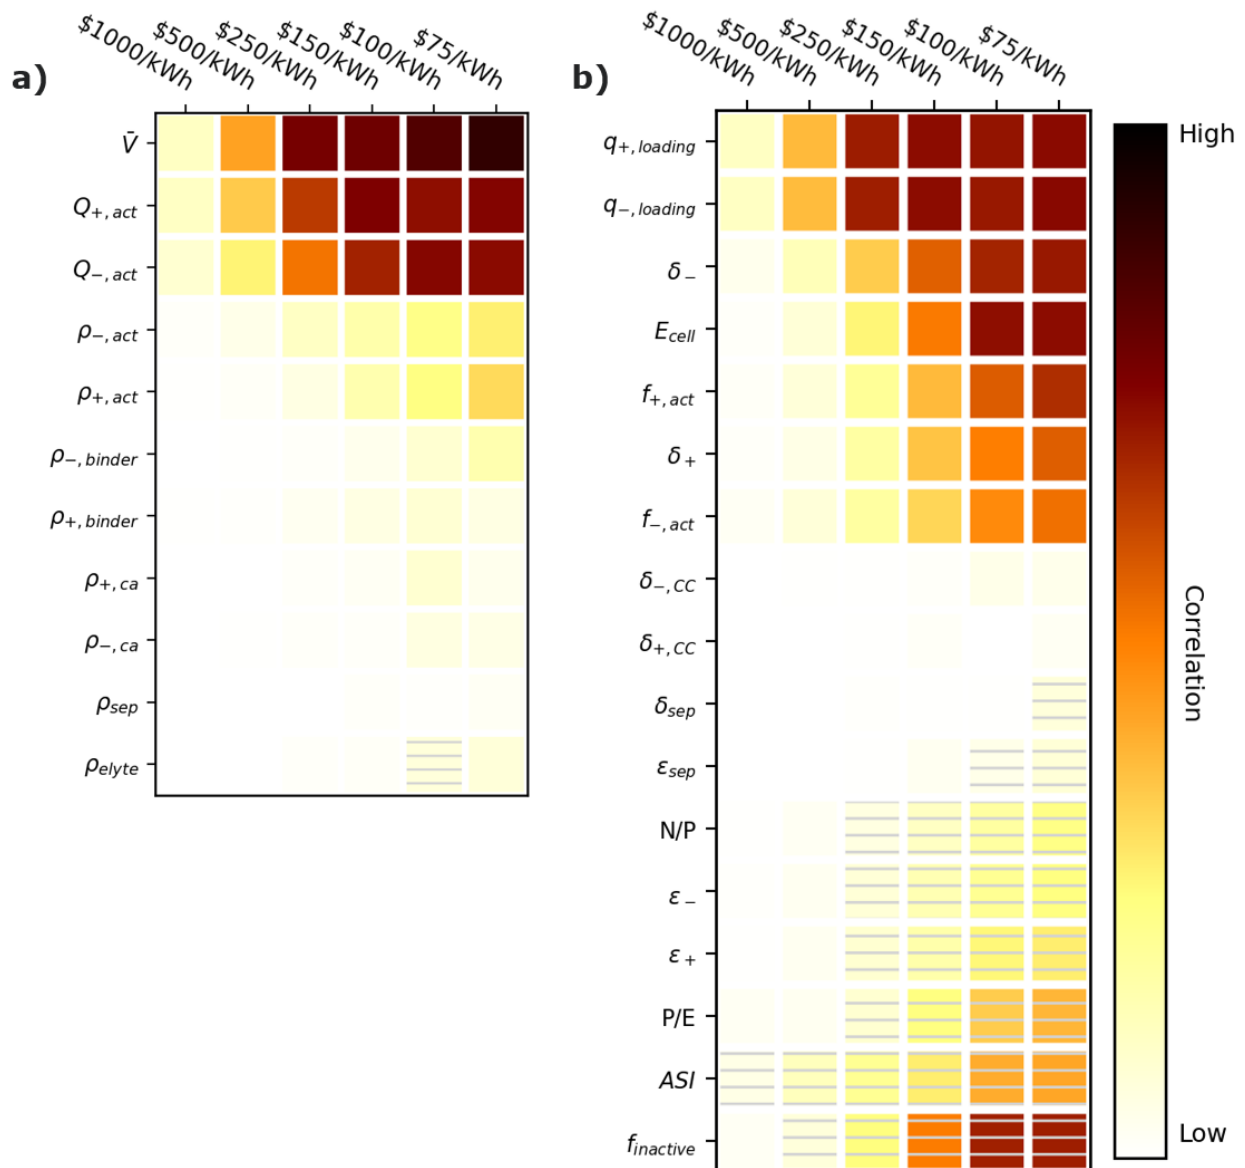 a)
$1000/kWh
$500/kWh
$250/kWh
$150/kWh
$100/kWh
$75/kWh
V̄
Q+, act
Q−, act
ρ−, act
ρ+, act
ρ−, binder
ρ+, binder
ρ+, ca
ρ−, ca
ρsep
ρelyte
b)
$1000/kWh
$500/kWh
$250/kWh
$150/kWh
$100/kWh
$75/kWh
q+, loading
q−, loading
δ−
Ecell
f+, act
δ+
f−, act
δ−, CC
δ+, CC
δsep
εsep
N/P
ε−
ε+
P/E
ASI
finactive
High
Correlation
Low